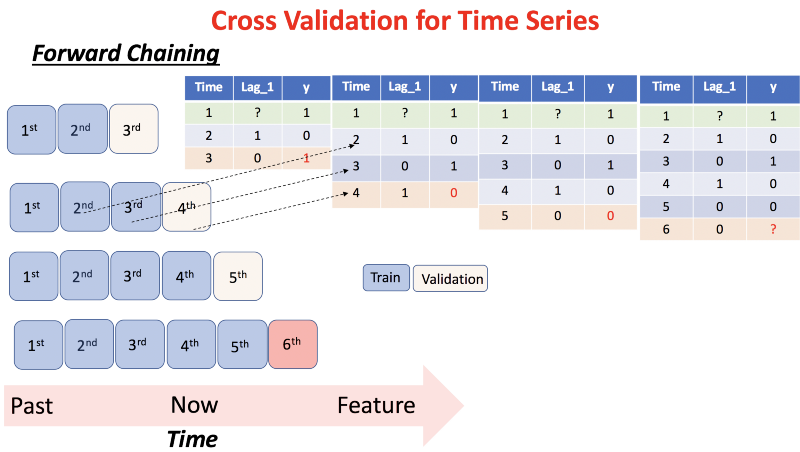 Cross Validation for Time Series
Forward Chaining
1st 2nd 3rd
1st 2nd 3rd 4th
1st 2nd 3rd 4th 5th
1st 2nd 3rd 4th 5th 6th
Time Lag_1 y
1 ? 1
2 1 0
3 0 1
Time Lag_1 y
1 ? 1
2 1 0
3 0 1
4 1 0
Time Lag_1 y
1 ? 1
2 1 0
3 0 1
4 1 0
5 0 0
Time Lag_1 y
1 ? 1
2 1 0
3 0 1
4 1 0
5 0 0
6 0 ?
Train Validation
Past Now Feature
Time